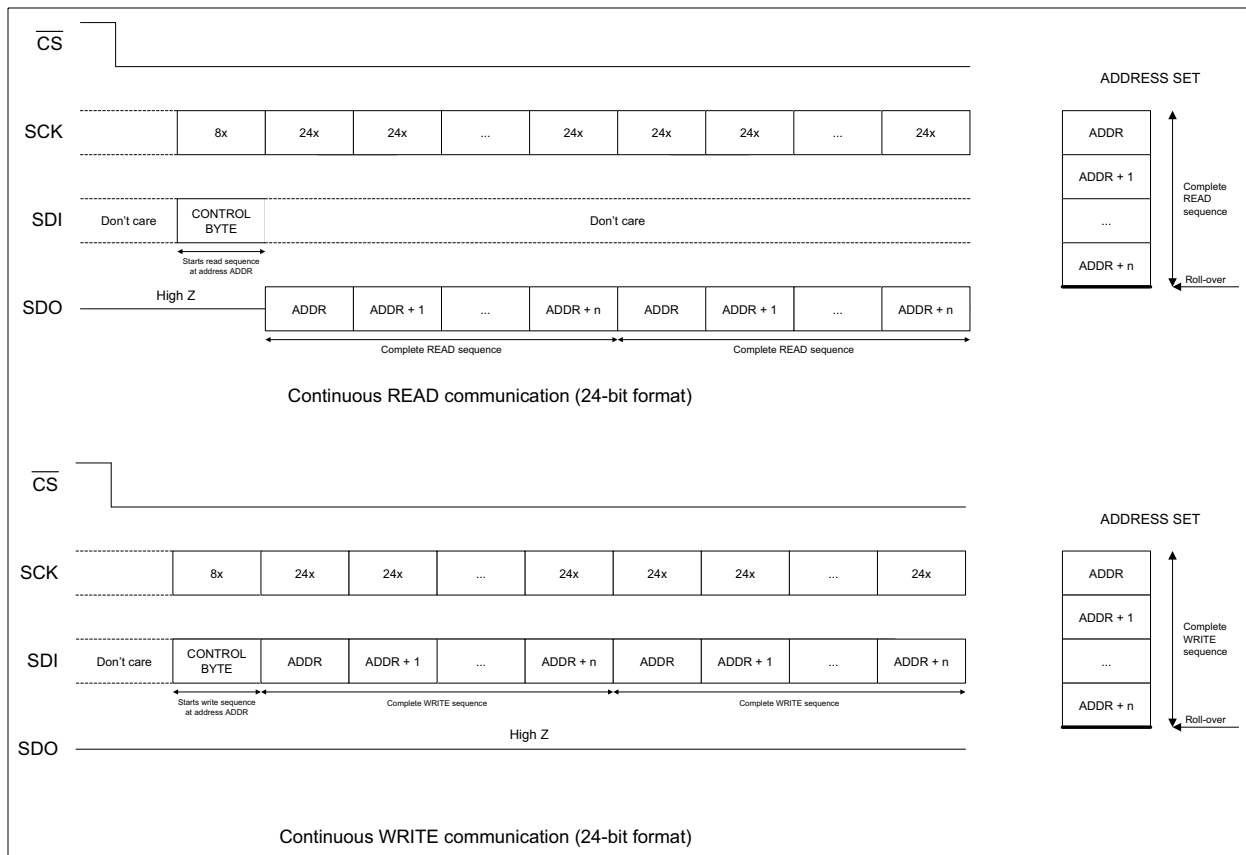 CS
ADDRESS SET
SCK
8x 24x 24x ... 24x 24x 24x ... 24x
ADDR
ADDR + 1
...
ADDR + n
Complete
READ
sequence
Roll-over
SDI
Don't care
CONTROL
BYTE
Don't care
Starts read sequence
at address ADDR
SDO
High Z
ADDR ADDR + 1 ... ADDR + n ADDR ADDR + 1 ... ADDR + n
Complete READ sequence Complete READ sequence
Continuous READ communication (24-bit format)
CS
ADDRESS SET
SCK
8x 24x 24x ... 24x 24x 24x ... 24x
ADDR
ADDR + 1
...
ADDR + n
Complete
WRITE
sequence
Roll-over
SDI
Don't care
CONTROL
BYTE
ADDR ADDR + 1 ... ADDR + n ADDR ADDR + 1 ... ADDR + n
Starts write sequence
at address ADDR
Complete WRITE sequence Complete WRITE sequence
SDO
High Z
Continuous WRITE communication (24-bit format)